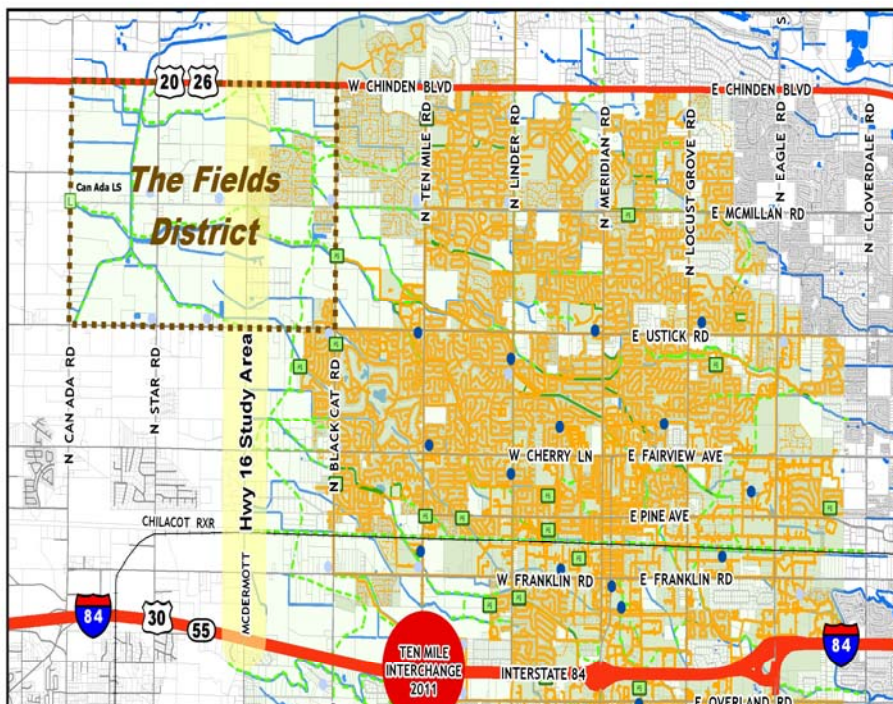 20 26
W CHINDEN BLVD
E CHINDEN BLVD
N TEN MILE RD
N LINDER RD
N MERIDIAN RD
N LOCUST GROVE RD
N EAGLE RD
S
N CLOVERDALE RD
The Fields
District
Can Ada LS
E MCMILLAN RD
E USTICK RD
N CAN ADA RD
N STAR RD
Hwy 16 Study Area
N BLACK CAT RD
W CHERRY LN
E FAIRVIEW AVE
E PINE AVE
CHILACOT RXR
W FRANKLIN RD
E FRANKLIN RD
MCDERMOTT
84
30
55
TEN MILE
INTERCHANGE
2011
INTERSTATE 84
84
E OVERLAND RD